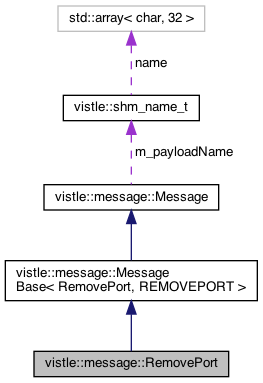 std::array< char, 32 >
name
vistle::shm_name_t
m_payloadName
vistle::message::Message
vistle::message::Message
Base< RemovePort, REMOVEPORT >
vistle::message::RemovePort